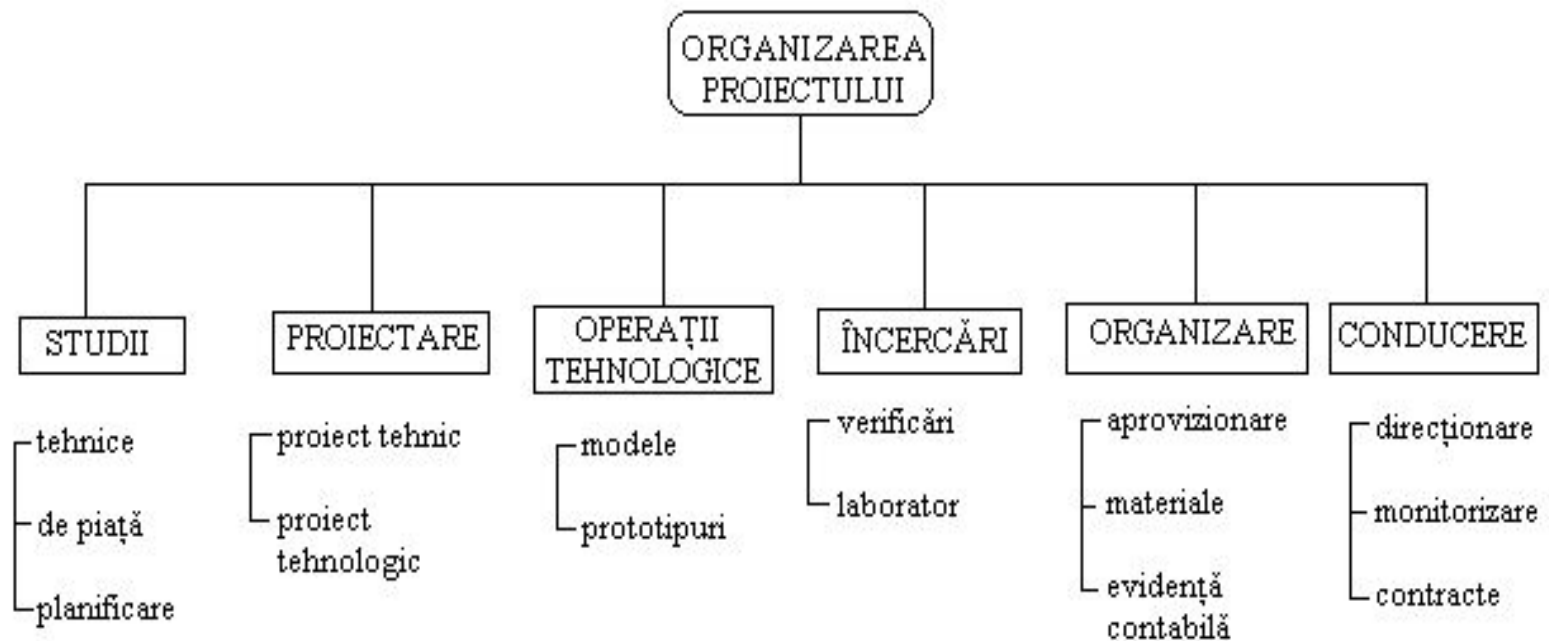 ORGANIZAREA
PROIECTULUI
STUDII
tehnice
de piață
planificare
PROIECTARE
proiect tehnic
proiect
tehnologic
OPERAȚII
TEHNOLOGICE
modele
prototipuri
ÎNCERCĂRI
verificări
laborator
ORGANIZARE
aprovizionare
materiale
evidență
contabilă
CONDUCERE
direcționare
monitorizare
contracte